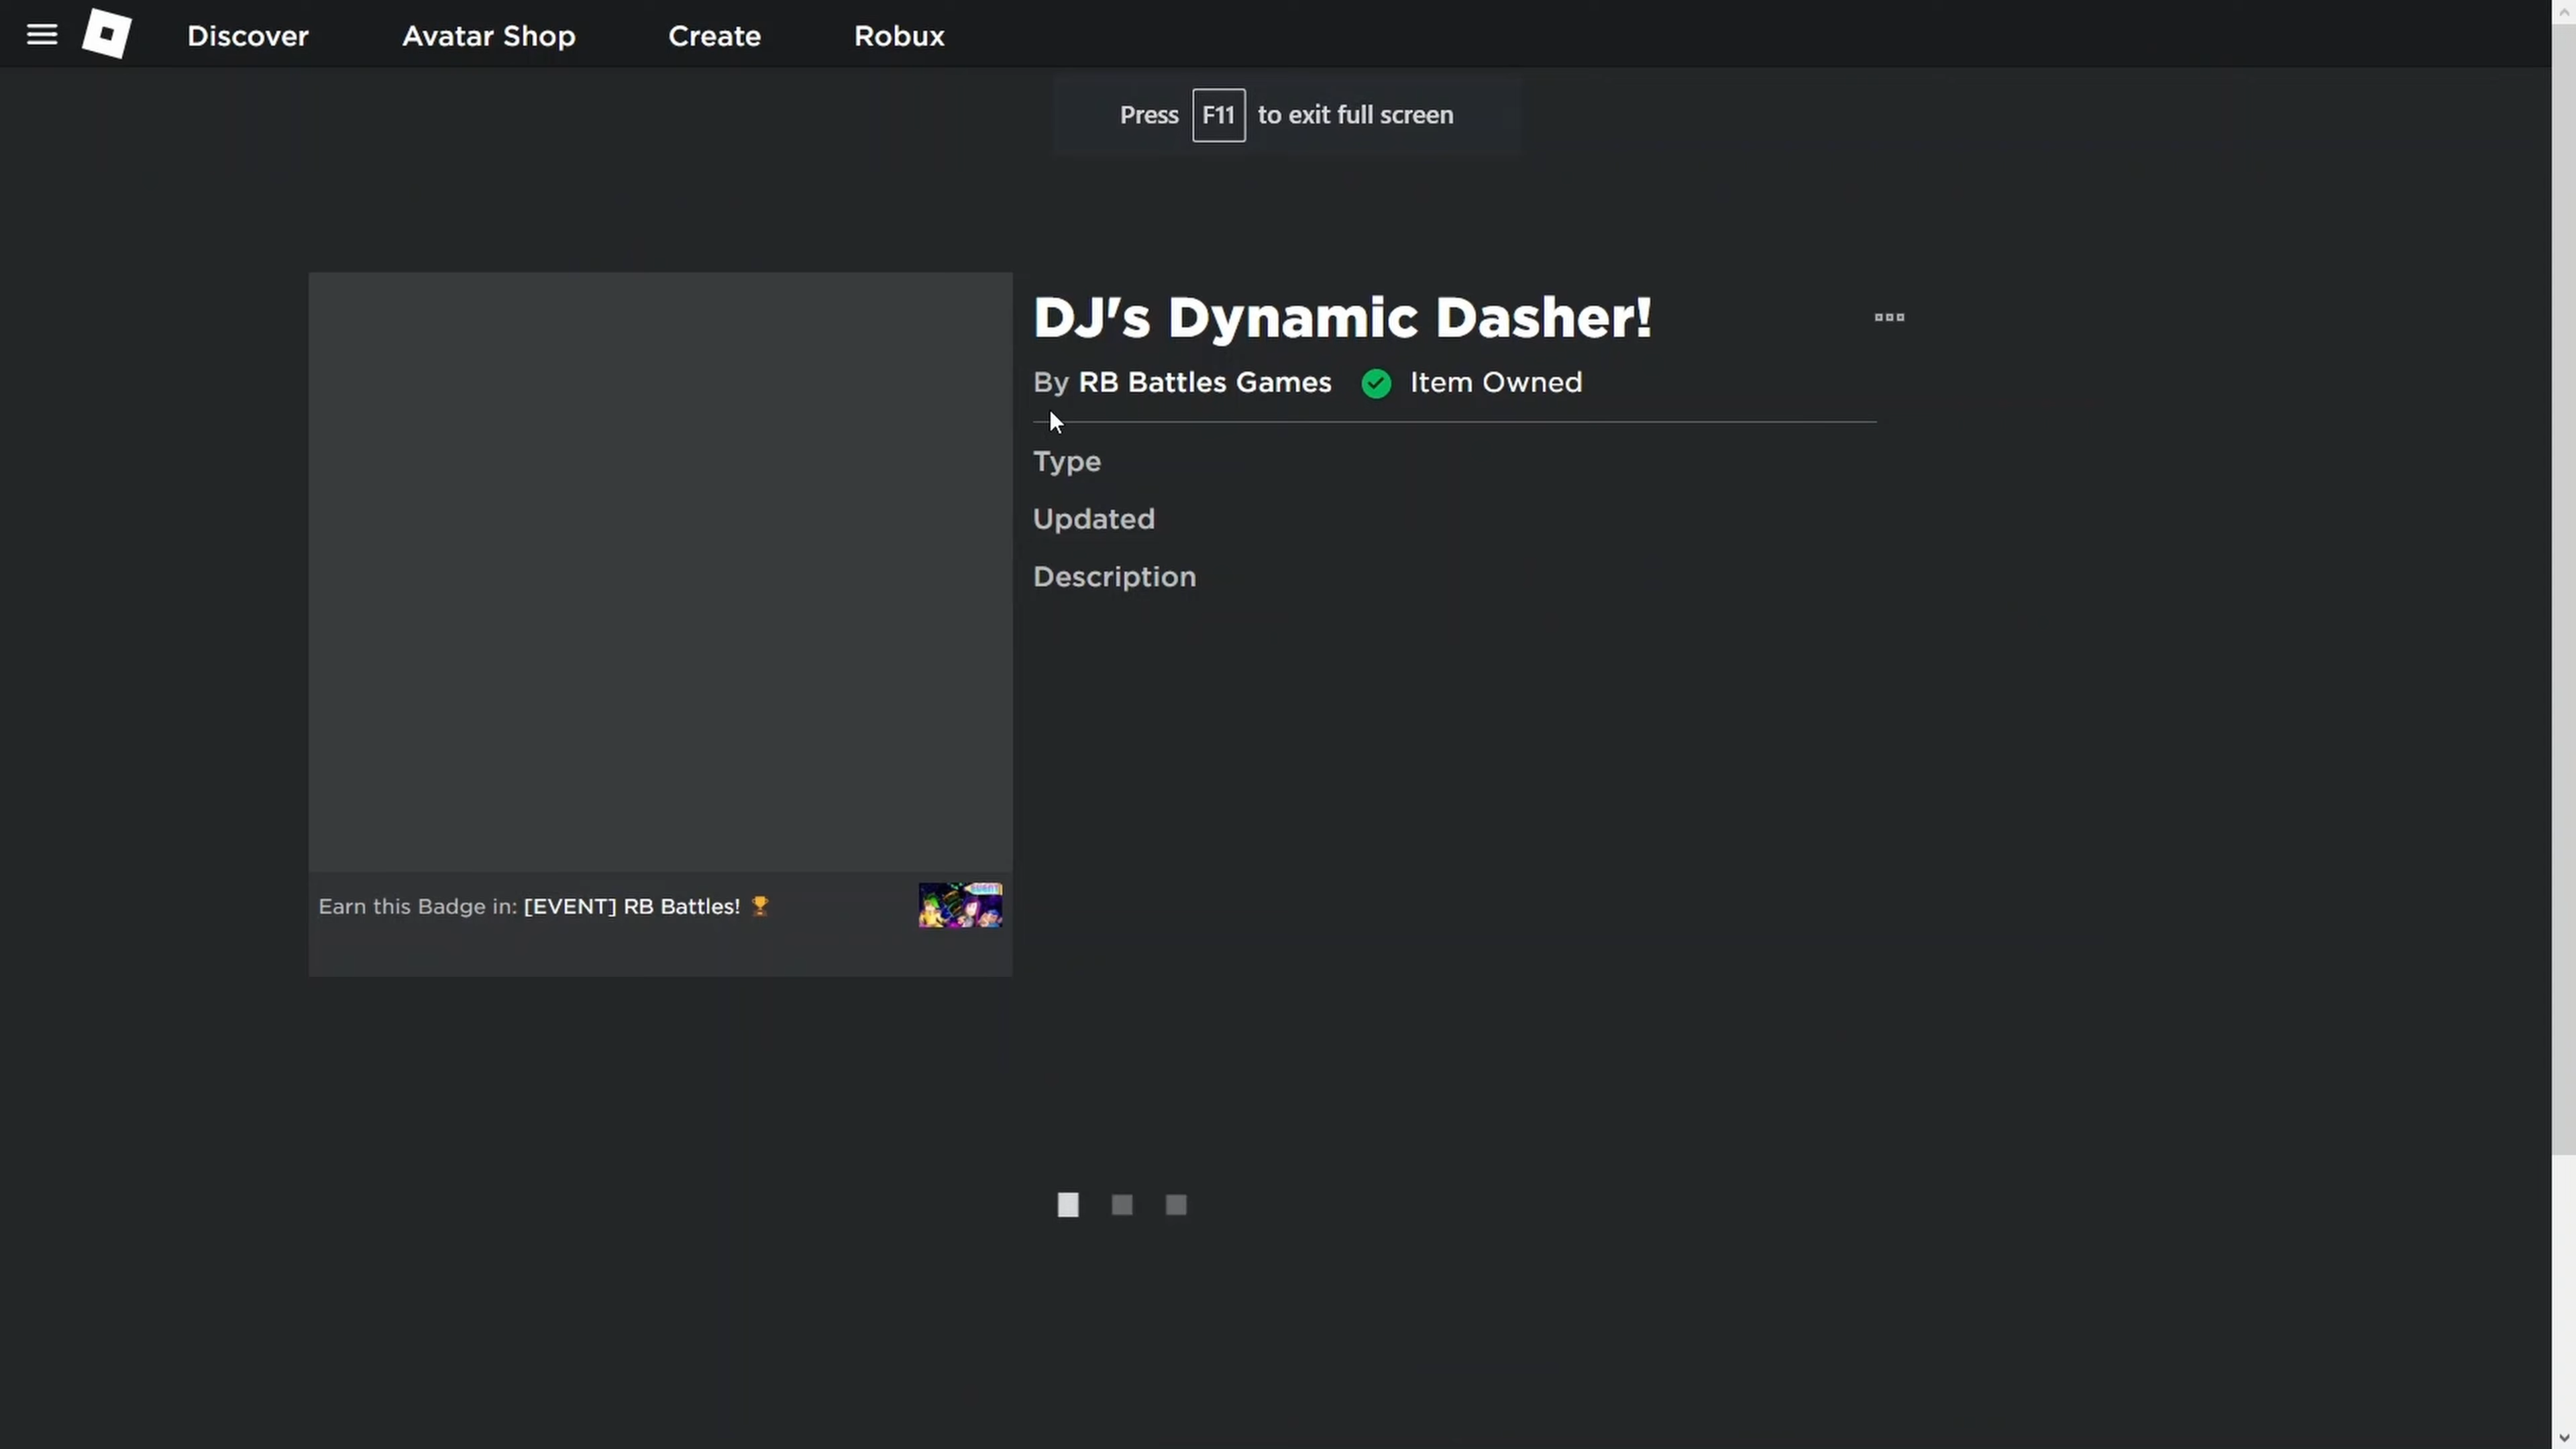 Discover Avatar Shop Create Robux
Press F11 to exit full screen
DJ's Dynamic Dasher!
By RB Battles Games Item Owned
Type
Updated
Description
Earn this Badge in: [EVENT] RB Battles! 🏆
EVENT